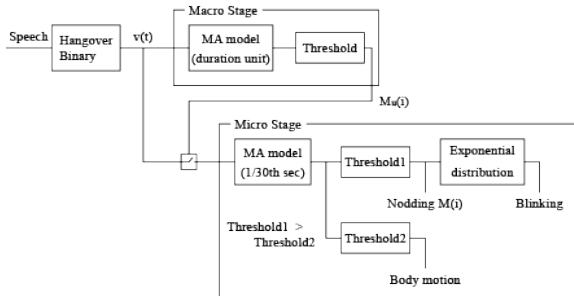 Macro Stage
Speech
Hangover
Binary
v(t)
MA model
(duration unit)
Threshold
Mu(i)
Micro Stage
MA model
(1/30th sec)
Threshold1
Exponential
distribution
Nodding M(i)
Blinking
Threshold1 >
Threshold2
Threshold2
Body motion